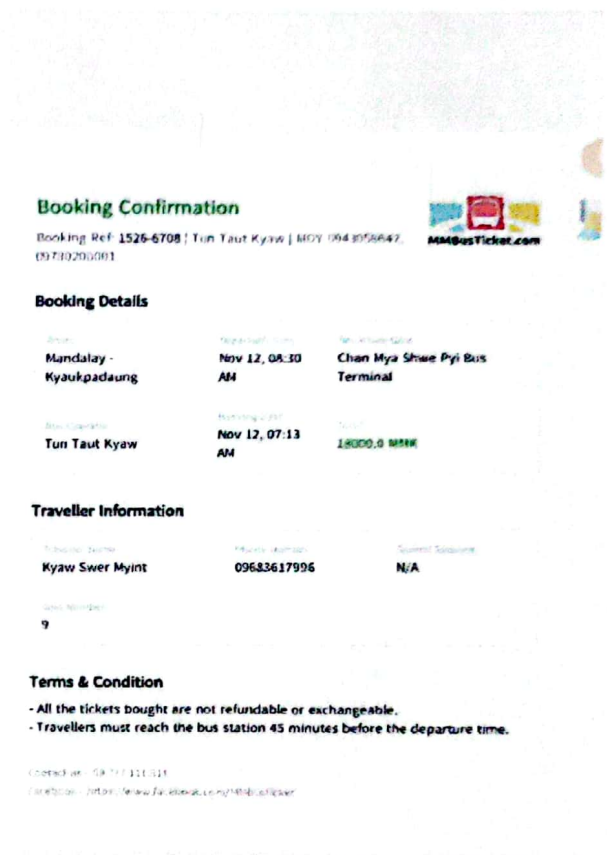 Booking Confirmation
MMBusTicket.com
Booking Ref: 1526-6708 | Tun Taut Kyaw | MDY
Booking Details
Mandalay - Kyaukpadaung
Nov 12, 08:30 AM
Chan Mya Shwe Pyi Bus Terminal
Tun Taut Kyaw
Nov 12, 07:13 AM
18000.0 MMK
Traveller Information
Kyaw Swer Myint
09683617996
N/A
9
Terms & Condition
- All the tickets bought are not refundable or exchangeable.
- Travellers must reach the bus station 45 minutes before the departure time.